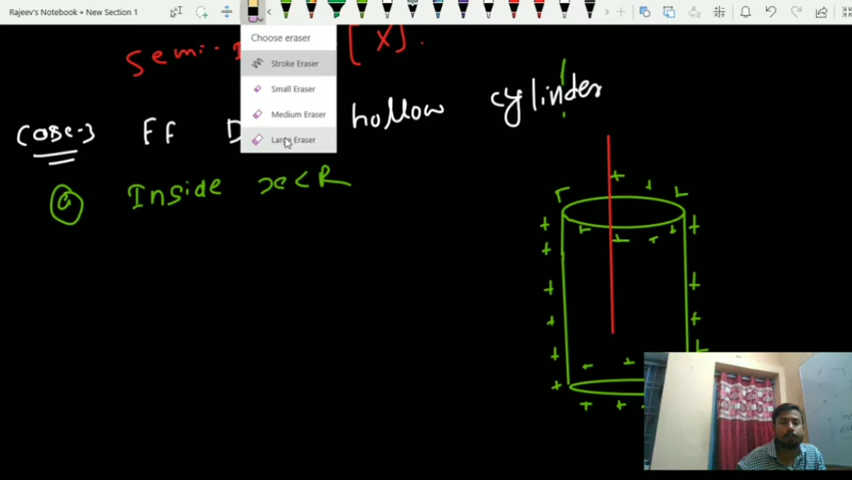 Rajeev's Notebook » New Section 1
Choose eraser
Stroke Eraser
Small Eraser
Medium Eraser
Large Eraser
[X].
Case-3 EF hollow cylinder
a Inside x<R